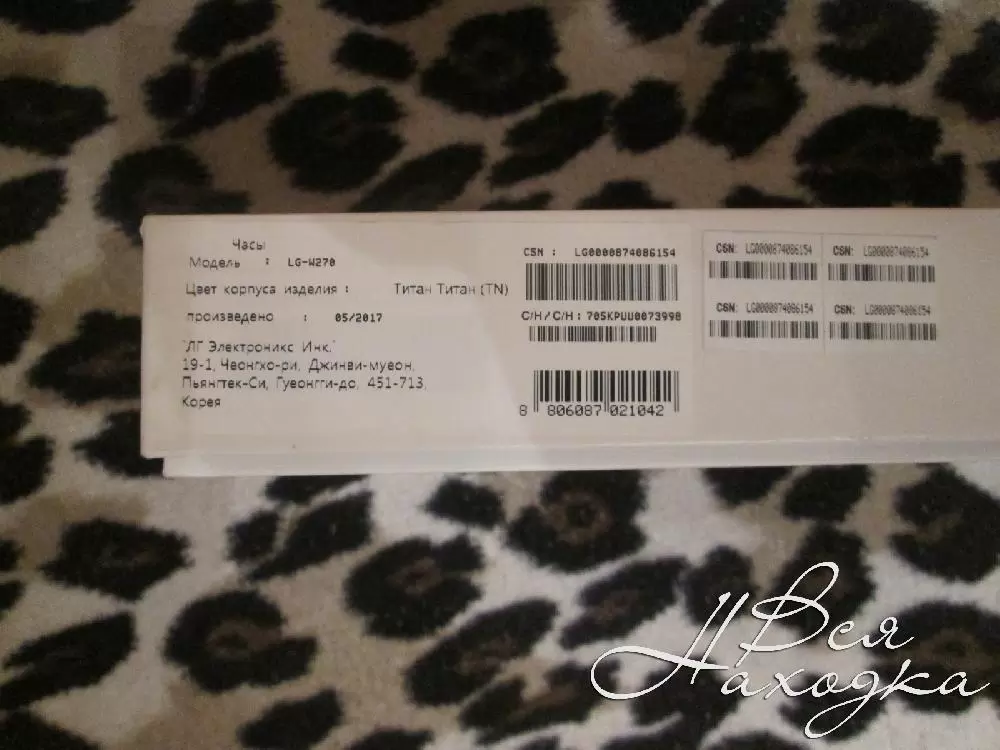 Часы
Модель : LG-W270
Цвет корпуса изделия : Титан Титан (TN)
произведено : 05/2017
"ЛГ Электроникс Инк."
19-1, Чеонгхо-ри, Джинви-муеон,
Пьянгтек-Си, Гуеонгги-до, 451-713,
Корея
CSN : LG0000874086154
С/Н/С/Н: 705KPUU0073998
8 806087 021042
CSN: LG0000874086154
CSN: LG0000874086154
CSN: LG0000874086154
CSN: LG0000874086154
Вся
Находка